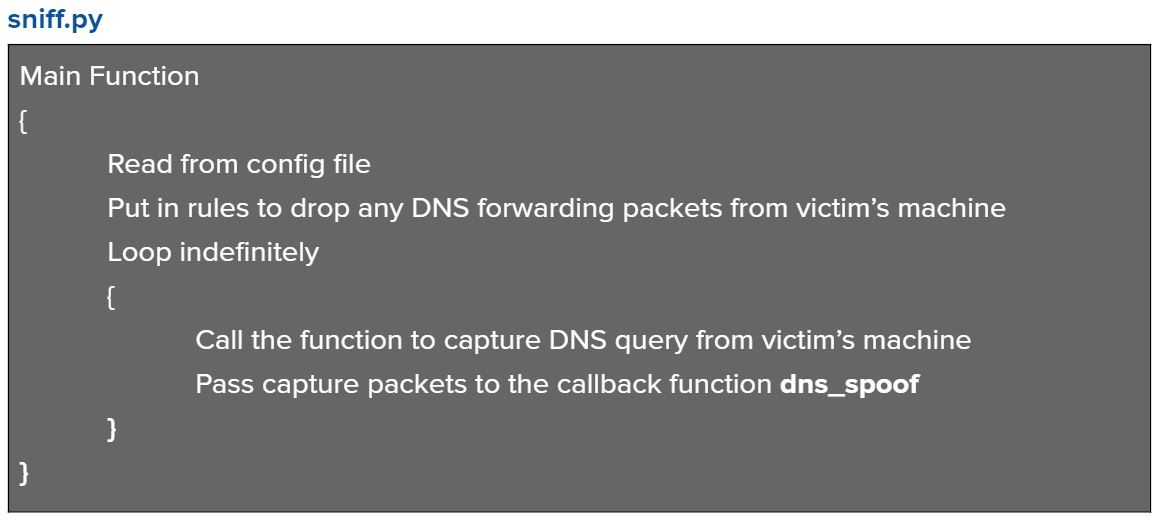 sniff.py
Main Function
{
Read from config file
Put in rules to drop any DNS forwarding packets from victim’s machine
Loop indefinitely
{
Call the function to capture DNS query from victim’s machine
Pass capture packets to the callback function dns_spoof
}
}